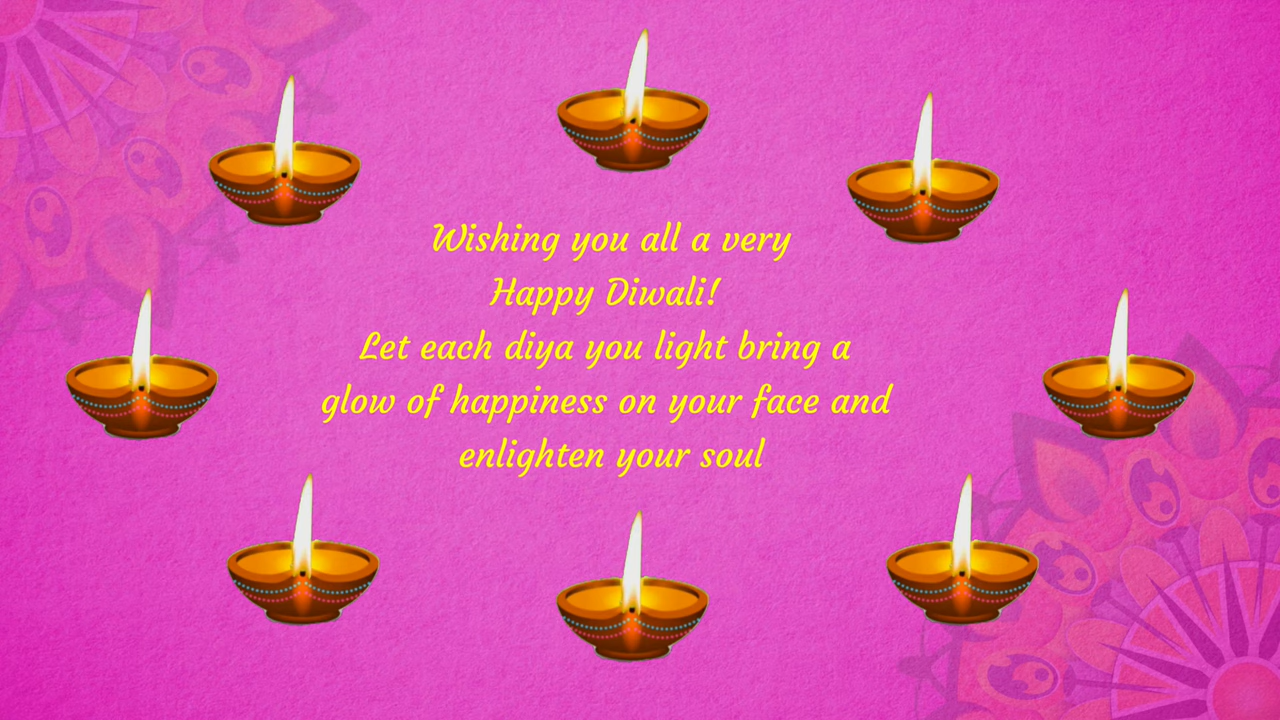 Wishing you all a very
Happy Diwali!
Let each diya you light bring a
glow of happiness on your face and
enlighten your soul